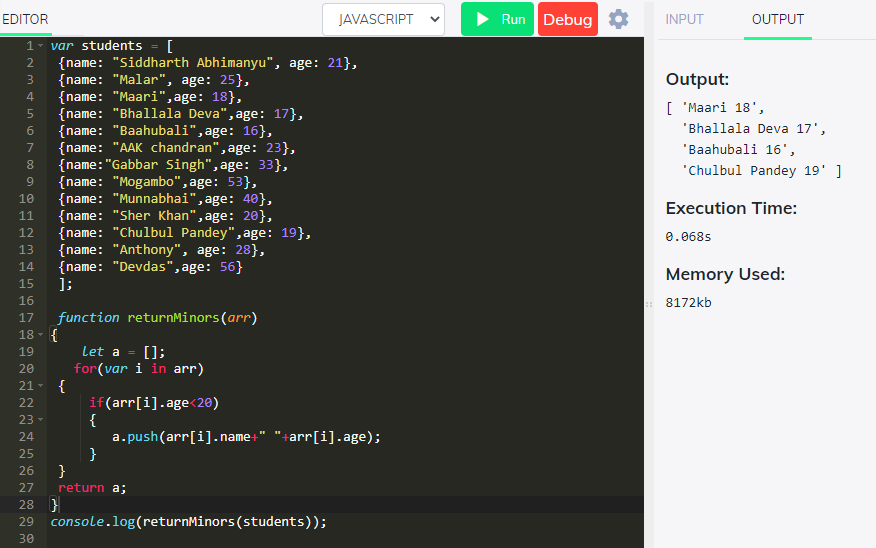 EDITOR JAVASCRIPT Run Debug INPUT OUTPUT
1 var students = [
2 {name: "Siddharth Abhimanyu", age: 21},
3 {name: "Malar", age: 25},
4 {name: "Maari",age: 18},
5 {name: "Bhallala Deva",age: 17},
6 {name: "Baahubali",age: 16},
7 {name: "AAK chandran",age: 23},
8 {name:"Gabbar Singh",age: 33},
9 {name: "Mogambo",age: 53},
10 {name: "Munnabhai",age: 40},
11 {name: "Sher Khan",age: 20},
12 {name: "Chulbul Pandey",age: 19},
13 {name: "Anthony", age: 28},
14 {name: "Devdas",age: 56}
15 ];
16
17 function returnMinors(arr)
18 {
19 let a = [];
20 for(var i in arr)
21 {
22 if(arr[i].age<20)
23 {
24 a.push(arr[i].name+" "+arr[i].age);
25 }
26 }
27 return a;
28 }
29 console.log(returnMinors(students));
30
Output:
[ 'Maari 18',
'Bhallala Deva 17',
'Baahubali 16',
'Chulbul Pandey 19' ]
Execution Time:
0.068s
Memory Used:
8172kb